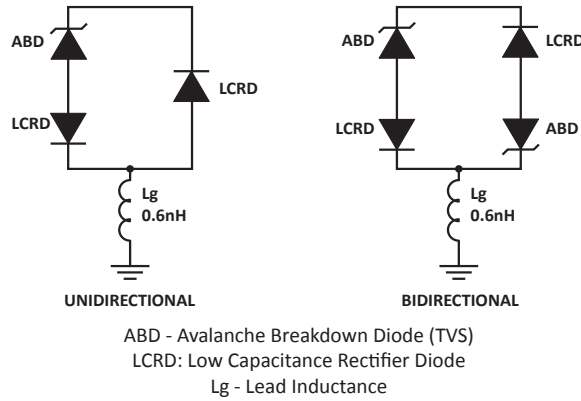 ABD
LCRD
LCRD
Lg
0.6nH
UNIDIRECTIONAL
ABD
LCRD
LCRD
ABD
Lg
0.6nH
BIDIRECTIONAL
ABD - Avalanche Breakdown Diode (TVS)
LCRD: Low Capacitance Rectifier Diode
Lg - Lead Inductance